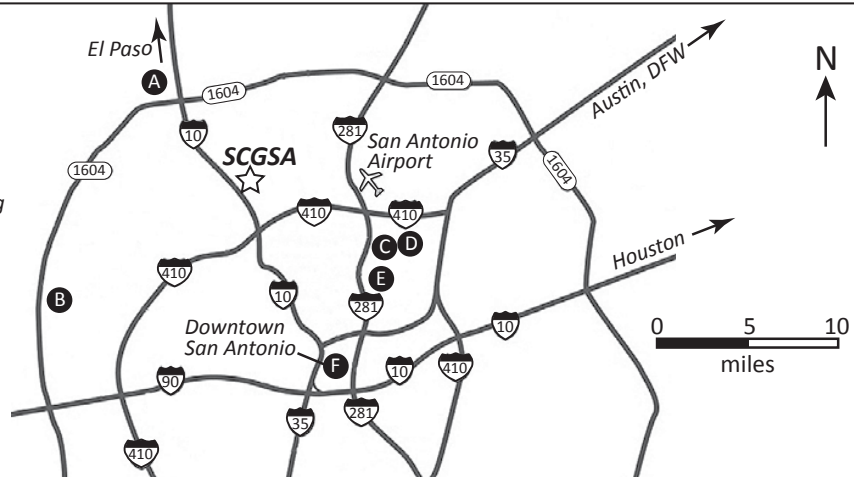 El Paso
N
A
1604
1604
Austin, DFW
10
281
San Antonio
Airport
35
SCGSA
1604
1604
g
410
410
C
D
Houston
410
E
B
10
281
10
Downtown
San Antonio
0 5 10
miles
F
10
410
90
35
281
410